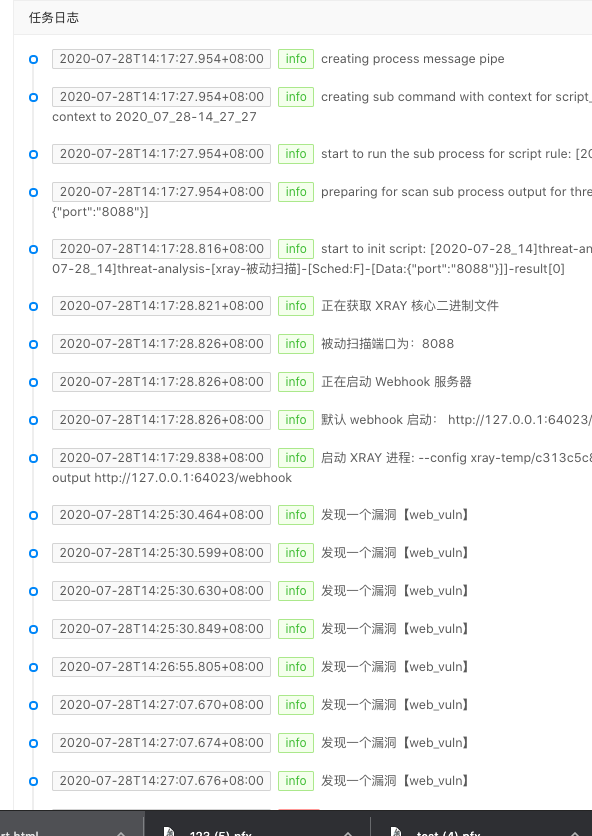 任务日志
2020-07-28T14:17:27.954+08:00 info creating process message pipe
2020-07-28T14:17:27.954+08:00 info creating sub command with context for script_
context to 2020_07_28-14_27_27
2020-07-28T14:17:27.954+08:00 info start to run the sub process for script rule: [20
2020-07-28T14:17:27.954+08:00 info preparing for scan sub process output for thre
{"port":"8088"}]
2020-07-28T14:17:28.816+08:00 info start to init script: [2020-07-28_14]threat-an
07-28_14]threat-analysis-[xray-被动扫描]-[Sched:F]-[Data:{"port":"8088"}]]-result[0]
2020-07-28T14:17:28.821+08:00 info 正在获取 XRAY 核心二进制文件
2020-07-28T14:17:28.826+08:00 info 被动扫描端口为：8088
2020-07-28T14:17:28.826+08:00 info 正在启动 Webhook 服务器
2020-07-28T14:17:28.826+08:00 info 默认 webhook 启动： http://127.0.0.1:64023/
2020-07-28T14:17:29.838+08:00 info 启动 XRAY 进程: --config xray-temp/c313c5c8
output http://127.0.0.1:64023/webhook
2020-07-28T14:25:30.464+08:00 info 发现一个漏洞【web_vuln】
2020-07-28T14:25:30.599+08:00 info 发现一个漏洞【web_vuln】
2020-07-28T14:25:30.630+08:00 info 发现一个漏洞【web_vuln】
2020-07-28T14:25:30.849+08:00 info 发现一个漏洞【web_vuln】
2020-07-28T14:26:55.805+08:00 info 发现一个漏洞【web_vuln】
2020-07-28T14:27:07.670+08:00 info 发现一个漏洞【web_vuln】
2020-07-28T14:27:07.674+08:00 info 发现一个漏洞【web_vuln】
2020-07-28T14:27:07.676+08:00 info 发现一个漏洞【web_vuln】
rt.html 123 (5).pfx test (4).pfx